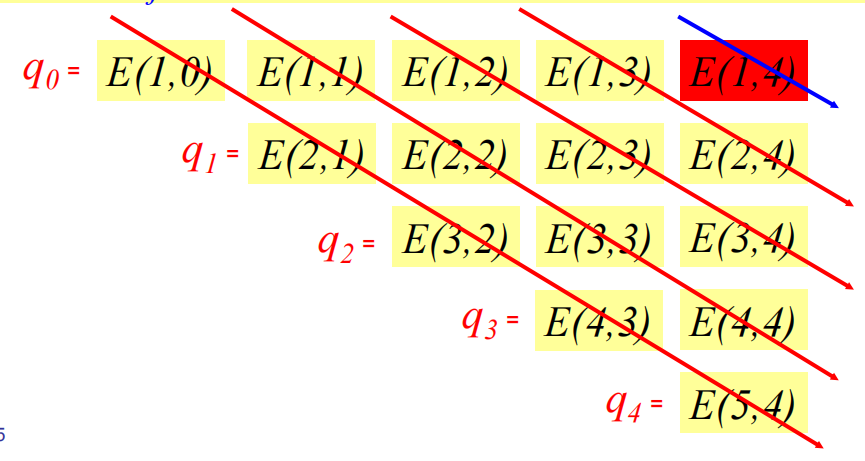 q0 = E(1,0) E(1,1) E(1,2) E(1,3) E(1,4)
q1 = E(2,1) E(2,2) E(2,3) E(2,4)
q2 = E(3,2) E(3,3) E(3,4)
q3 = E(4,3) E(4,4)
q4 = E(5,4)
5